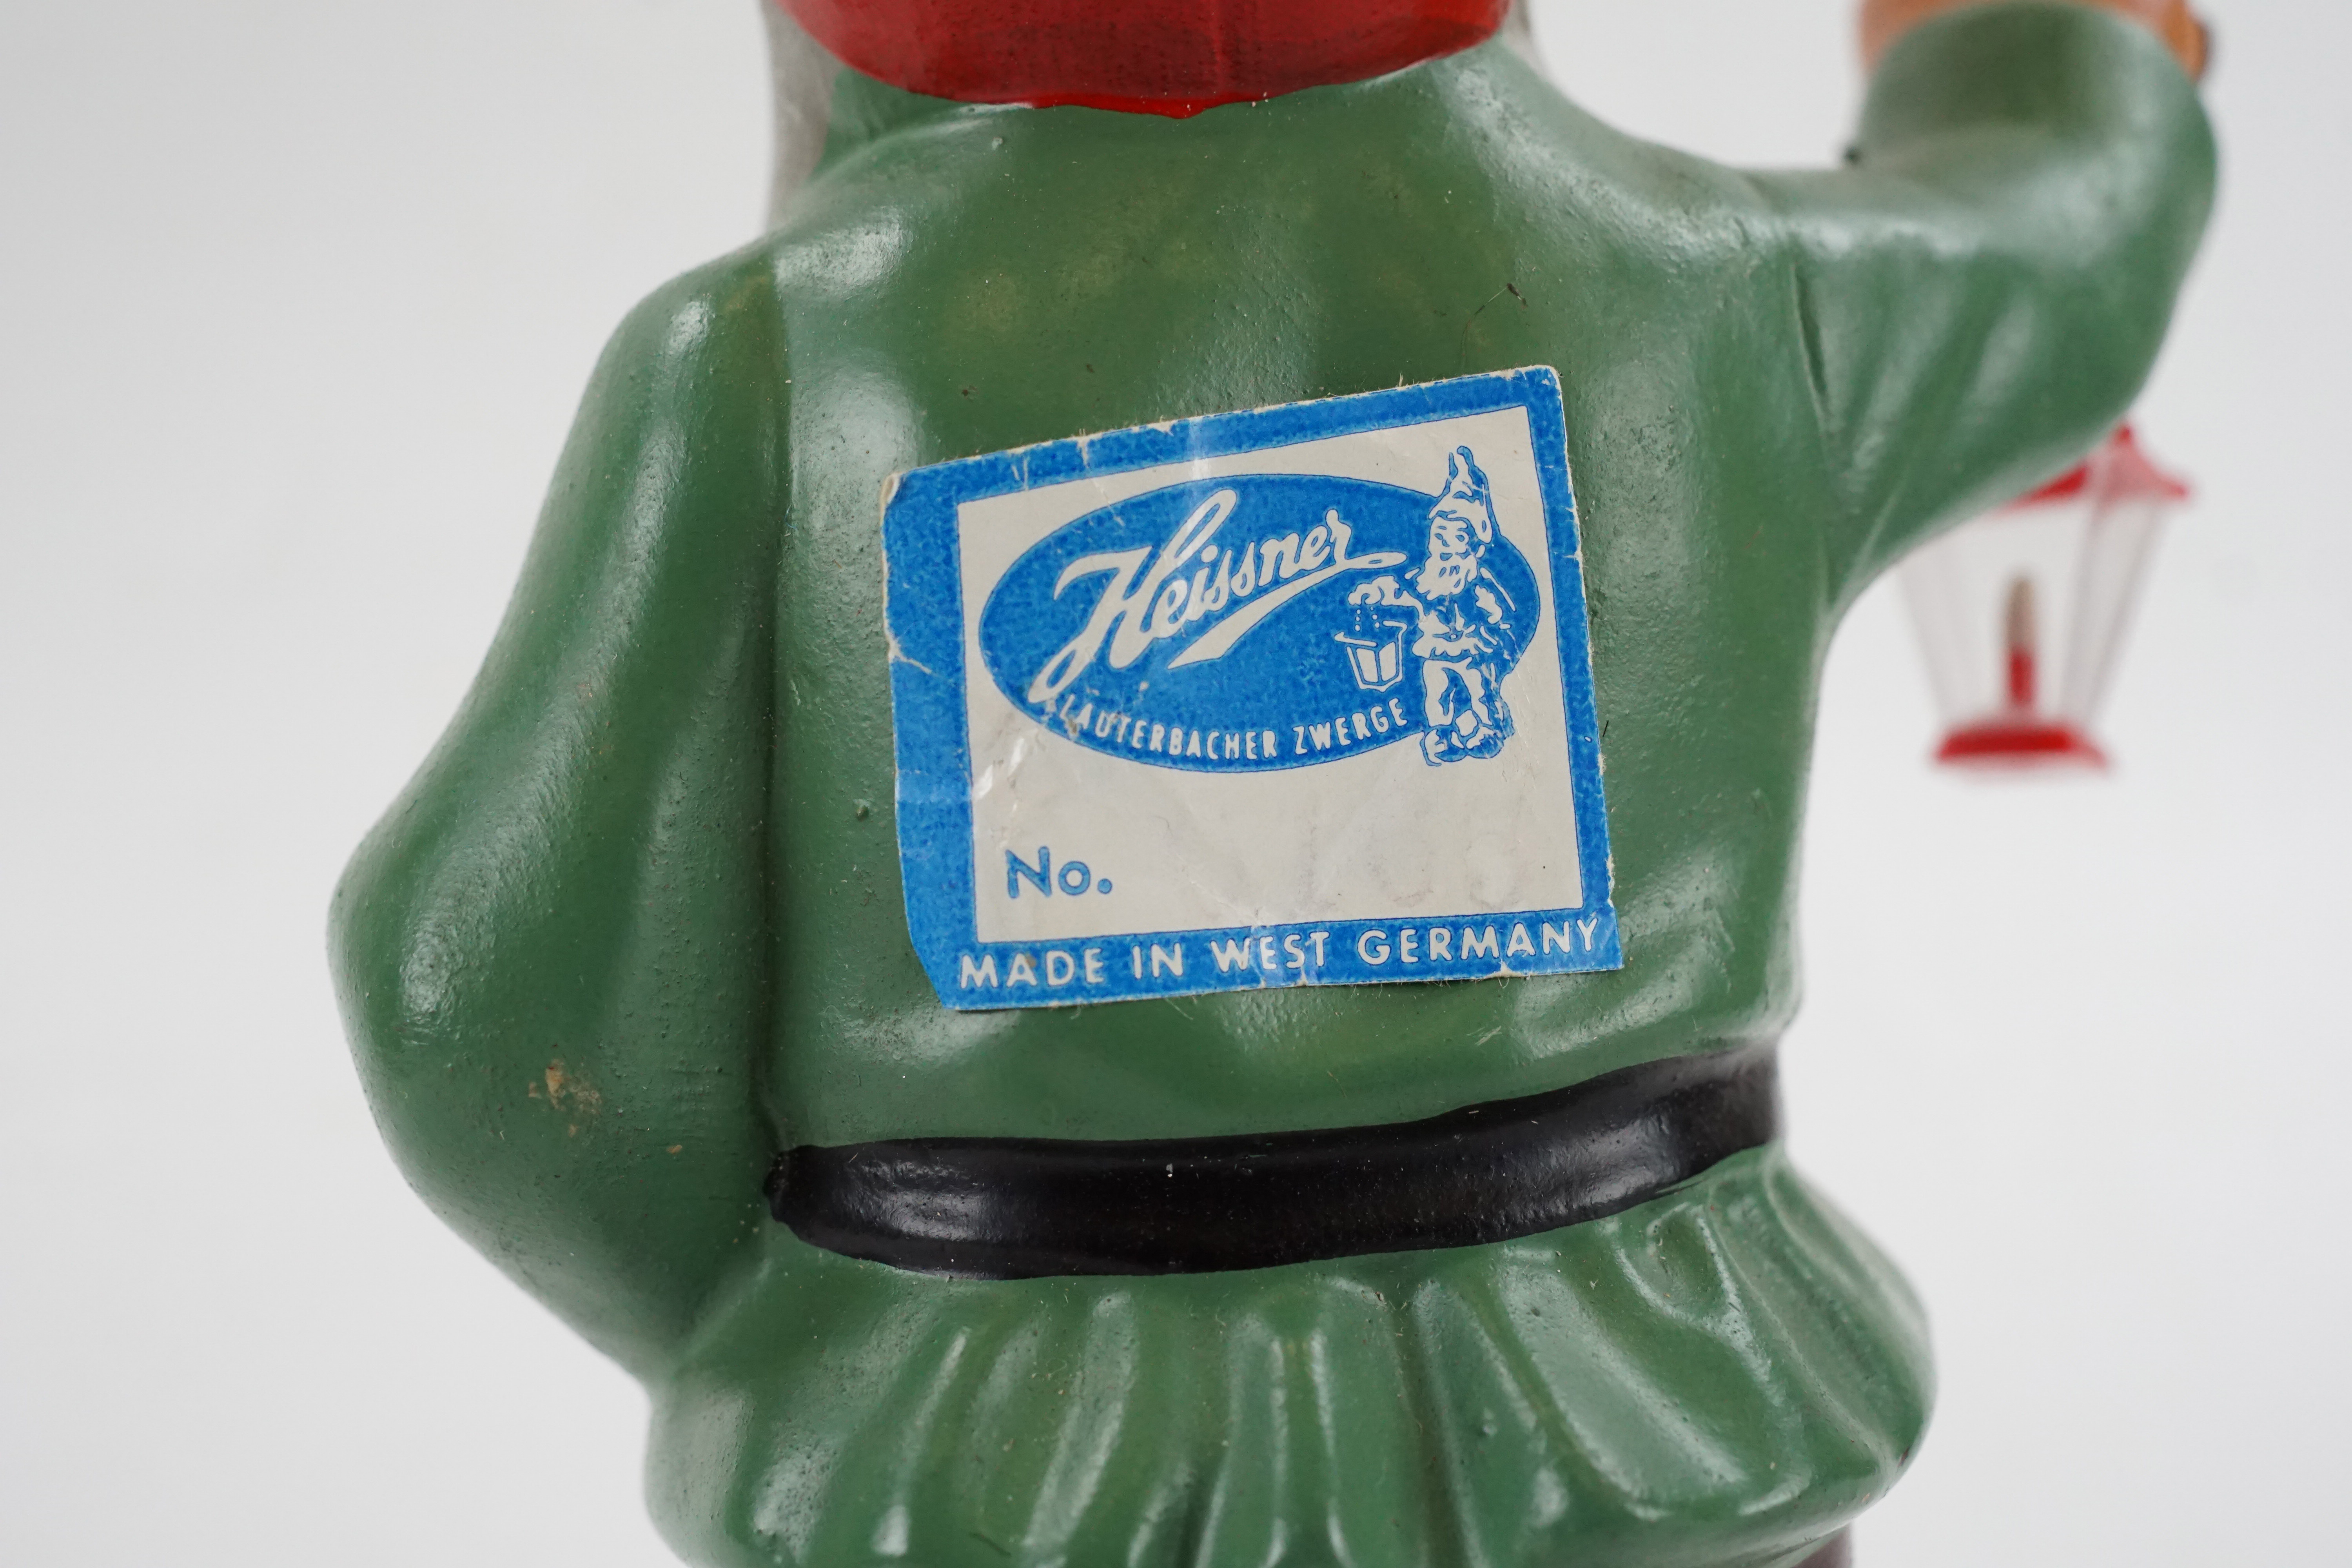 Heissner
LAUTERBACHER ZWERGE
No.
MADE IN WEST GERMANY